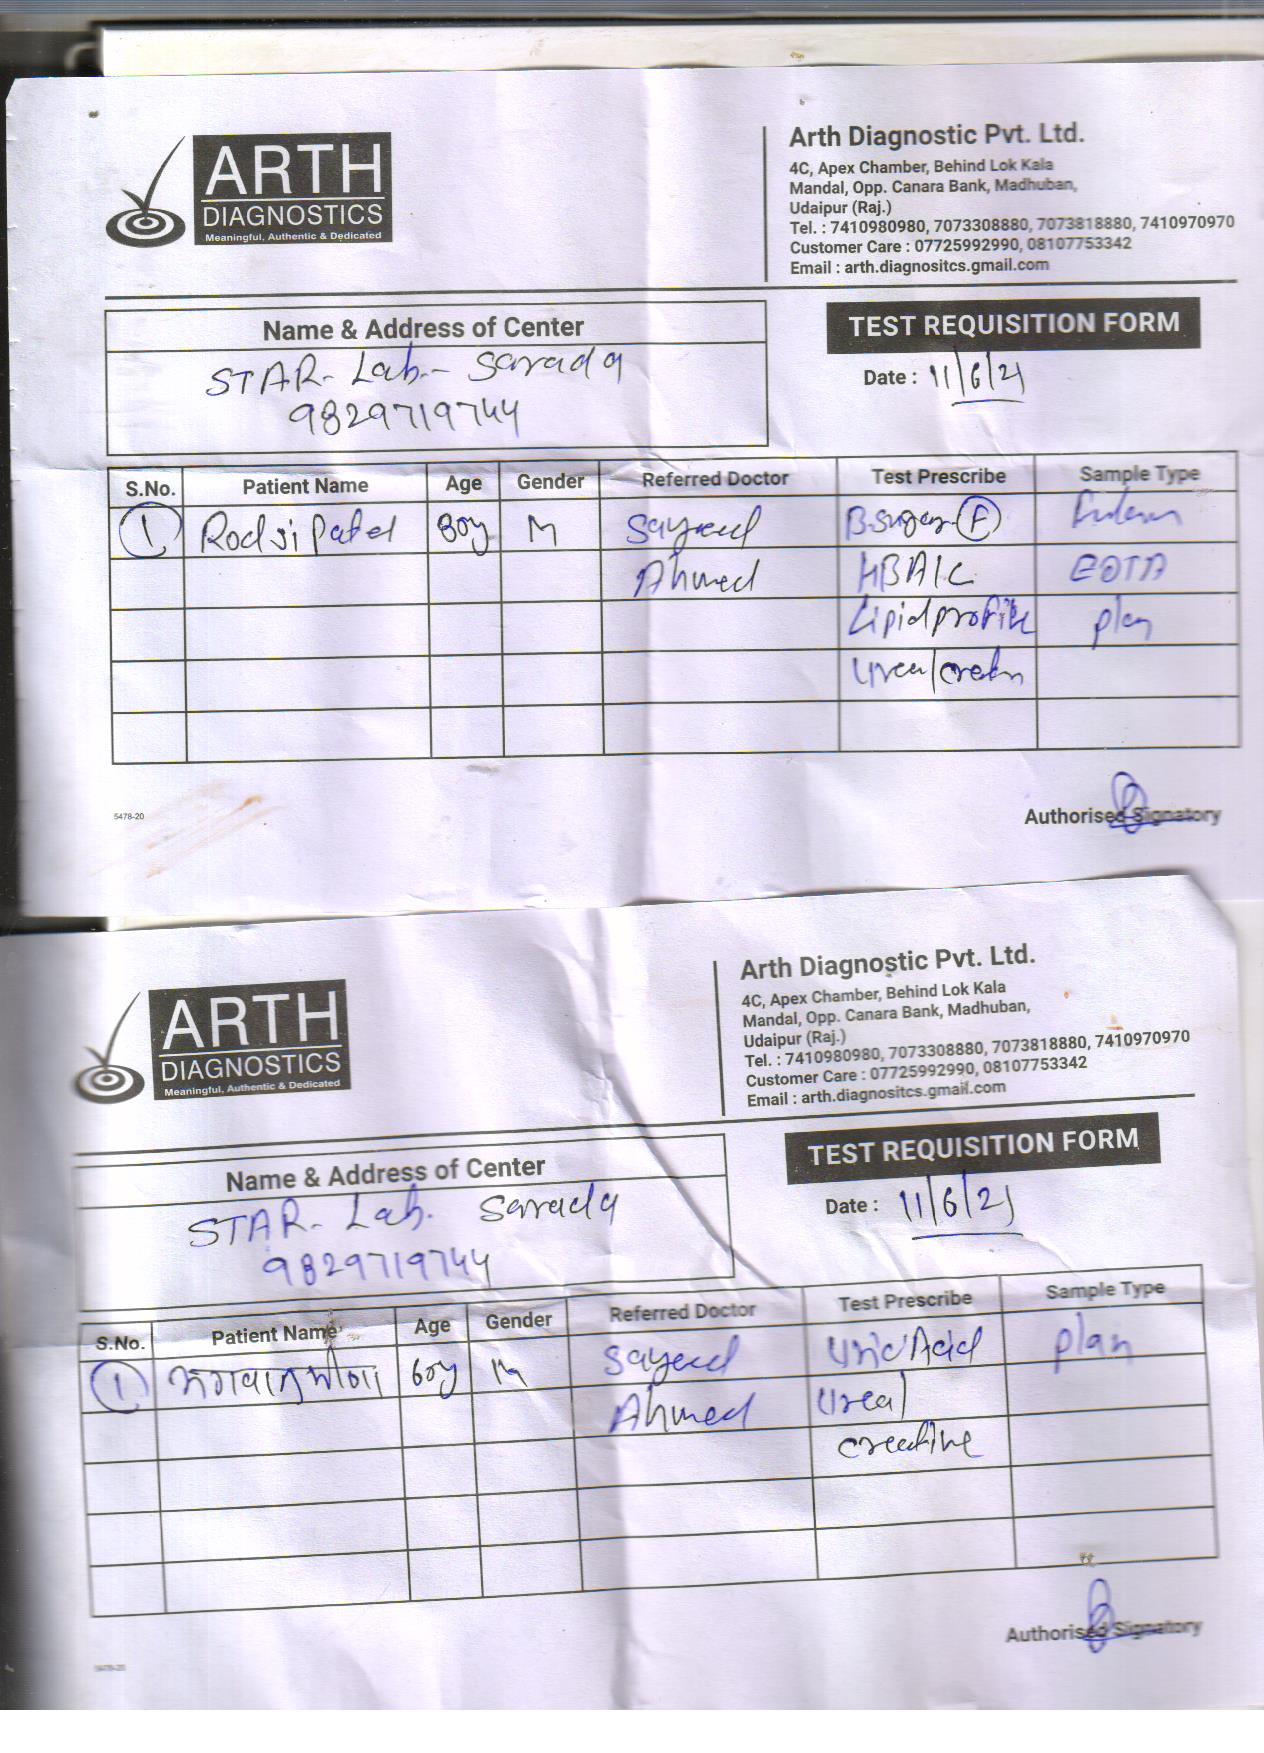 ARTH
DIAGNOSTICS
Meaningful, Authentic & Dedicated
Arth Diagnostic Pvt. Ltd.
4C, Apex Chamber, Behind Lok Kala
Mandal, Opp. Canara Bank, Madhuban,
Udaipur (Raj.)
Tel. : 7410980980, 7073308880, 7073818880, 7410970970
Customer Care : 07725992990, 08107753342
Email : arth.diagnositcs.gmail.com
Name & Address of Center
TEST REQUISITION FORM
STAR- Lab.- Sarada
9829719744
Date : 11/6/21
S.No. Patient Name Age Gender Referred Doctor Test Prescribe Sample Type
1 Patel 80y M Sayeed B.sugar (F)
Ahmed HBA1C EDTA
Lipid profile plan
Urea/creatn
5478-20
Authorised Signatory
ARTH
DIAGNOSTICS
Meaningful, Authentic & Dedicated
Arth Diagnostic Pvt. Ltd.
4C, Apex Chamber, Behind Lok Kala
Mandal, Opp. Canara Bank, Madhuban,
Udaipur (Raj.)
Tel. : 7410980980, 7073308880, 7073818880, 7410970970
Customer Care : 07725992990, 08107753342
Email : arth.diagnositcs.gmail.com
Name & Address of Center
TEST REQUISITION FORM
STAR- Lab. Sarada
9829719744
Date : 11/6/21
S.No. Patient Name Age Gender Referred Doctor Test Prescribe Sample Type
1 60y M Sayeed Uric Acid plan
Ahmed Urea/
creatine
5478-20
Authorised Signatory